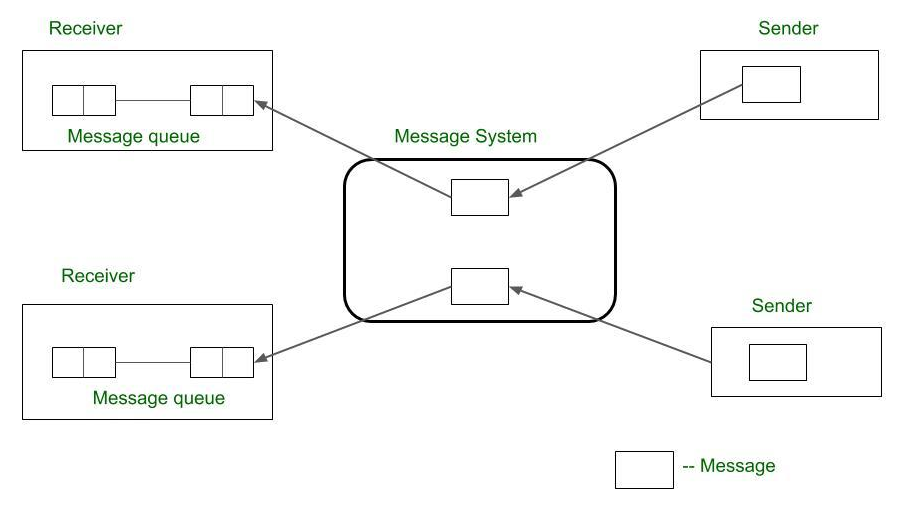 Receiver
Sender
Message queue
Message System
Receiver
Sender
Message queue
-- Message